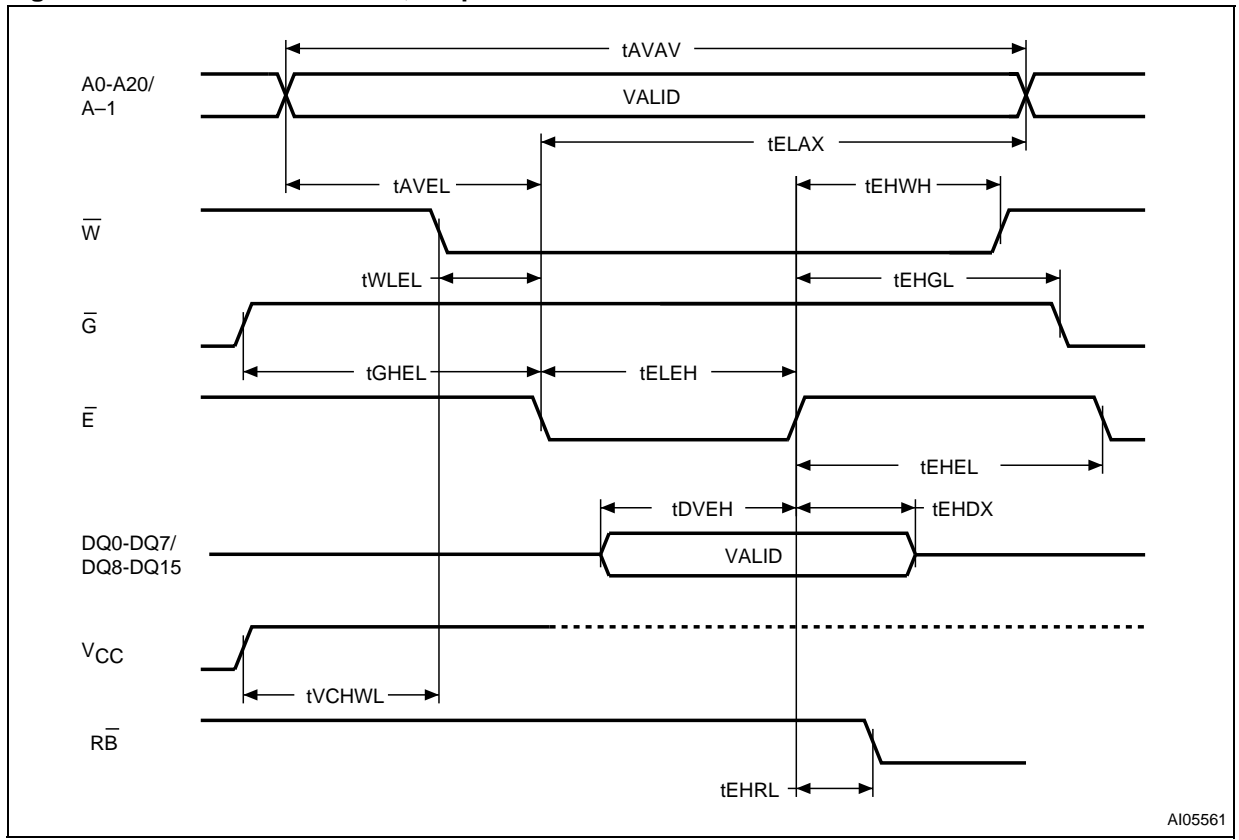 tAVAV
A0-A20/
A–1
VALID
tELAX
tAVEL
tEHWH
W̅
tWLEL
tEHGL
G̅
tGHEL
tELEH
E̅
tEHEL
tDVEH
tEHDX
DQ0-DQ7/
DQ8-DQ15
VALID
VCC
tVCHWL
RB̅
tEHRL
AI05561